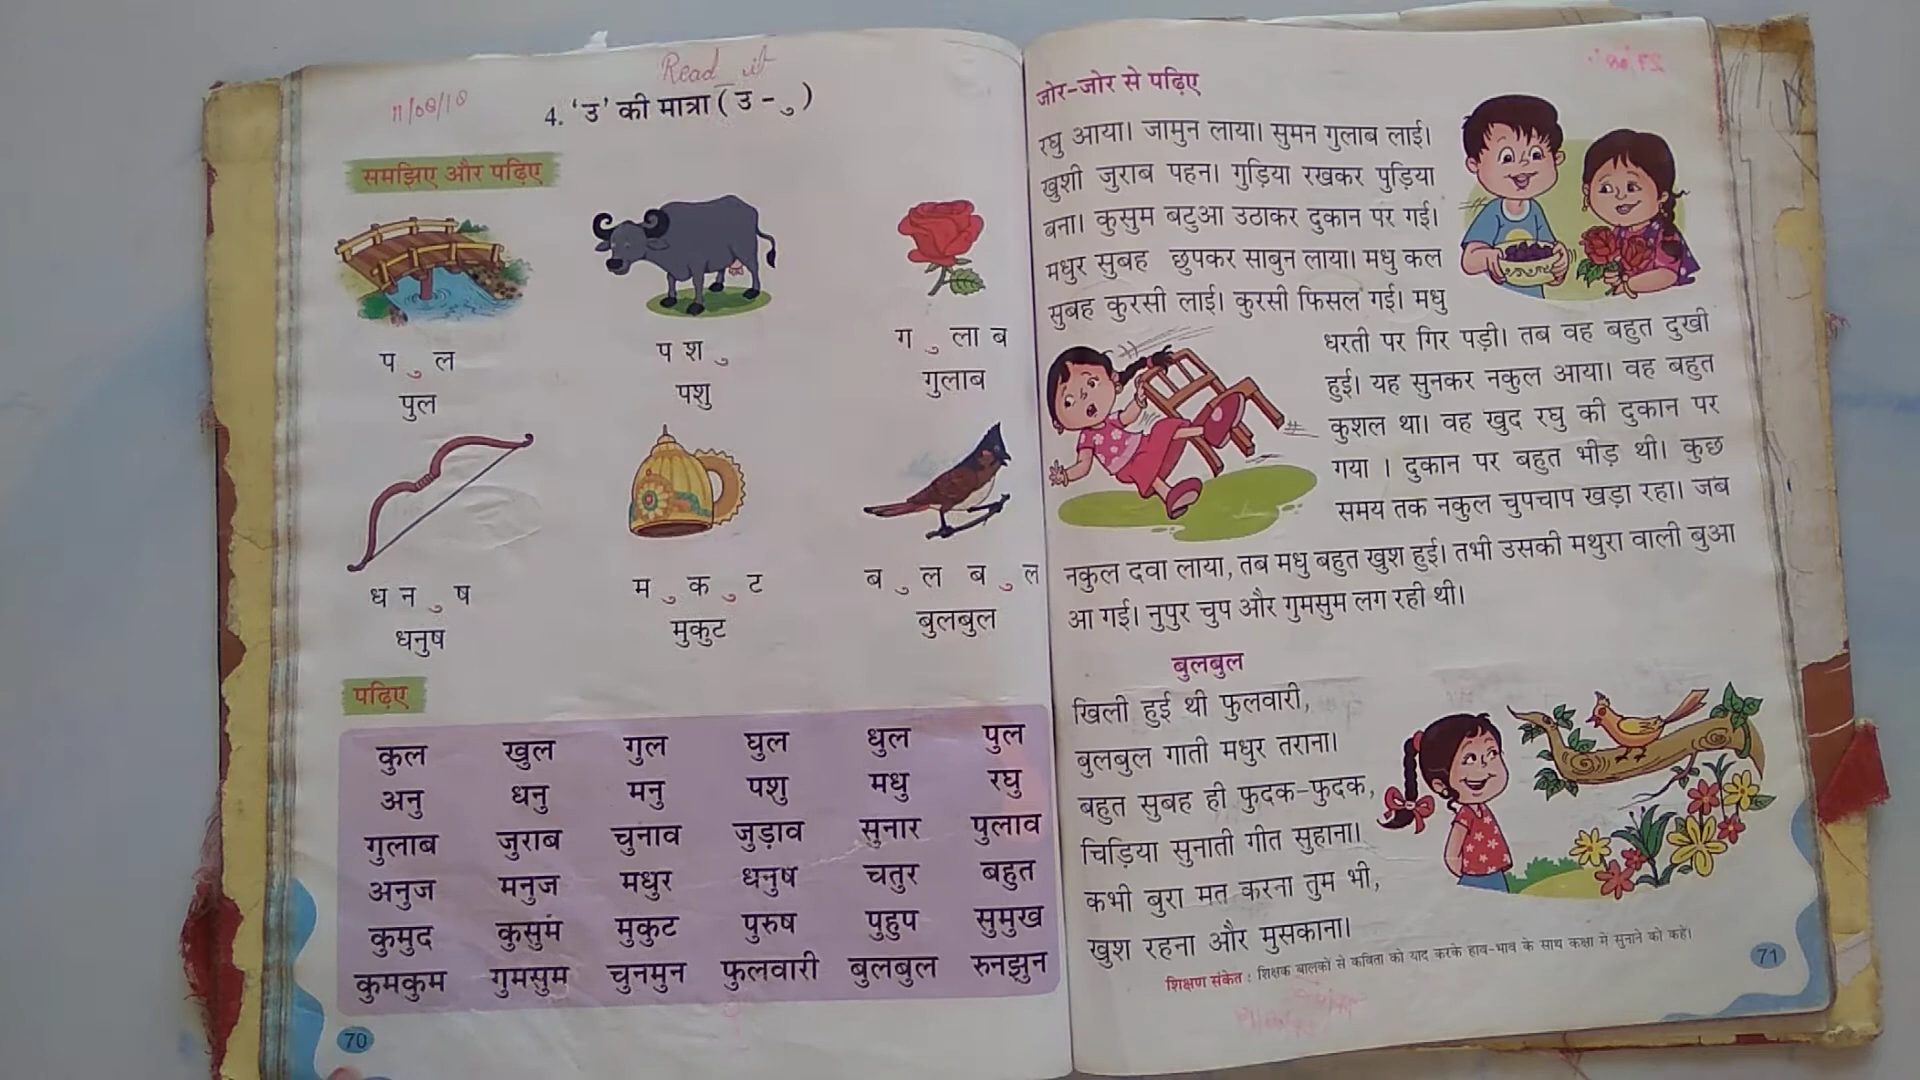 Read it
11/08/18
4. 'उ' की मात्रा ( उ - ु )
समझिए और पढ़िए
प ु ल
पुल
प श ु
पशु
ग ु ला ब
गुलाब
ध न ु ष
धनुष
म ु क ु ट
मुकुट
ब ु ल ब ु ल
बुलबुल
पढ़िए
कुल खुल गुल घुल धुल पुल
अनु धनु मनु पशु मधु रघु
गुलाब जुराब चुनाव जुड़ाव सुनार पुलाव
अनुज मनुज मधुर धनुष चतुर बहुत
कुमुद कुसुम मुकुट पुरुष पुहुप सुमुख
कुमकुम गुमसुम चुनमुन फुलवारी बुलबुल रुनझुन
70
जोर-जोर से पढ़िए
रघु आया। जामुन लाया। सुमन गुलाब लाई।
खुशी जुराब पहन। गुड़िया रखकर पुड़िया
बना। कुसुम बटुआ उठाकर दुकान पर गई।
मधुर सुबह छुपकर साबुन लाया। मधु कल
सुबह कुरसी लाई। कुरसी फिसल गई। मधु
धरती पर गिर पड़ी। तब वह बहुत दुखी
हुई। यह सुनकर नकुल आया। वह बहुत
कुशल था। वह खुद रघु की दुकान पर
गया । दुकान पर बहुत भीड़ थी। कुछ
समय तक नकुल चुपचाप खड़ा रहा। जब
नकुल दवा लाया, तब मधु बहुत खुश हुई। तभी उसकी मथुरा वाली बुआ
आ गई। नुपुर चुप और गुमसुम लग रही थी।
बुलबुल
खिली हुई थी फुलवारी,
बुलबुल गाती मधुर तराना।
बहुत सुबह ही फुदक-फुदक,
चिड़िया सुनाती गीत सुहाना।
कभी बुरा मत करना तुम भी,
खुश रहना और मुसकाना।
शिक्षण संकेत : शिक्षक बालकों से कविता को याद करके हाव-भाव के साथ कक्षा में सुनाने को कहें।
71